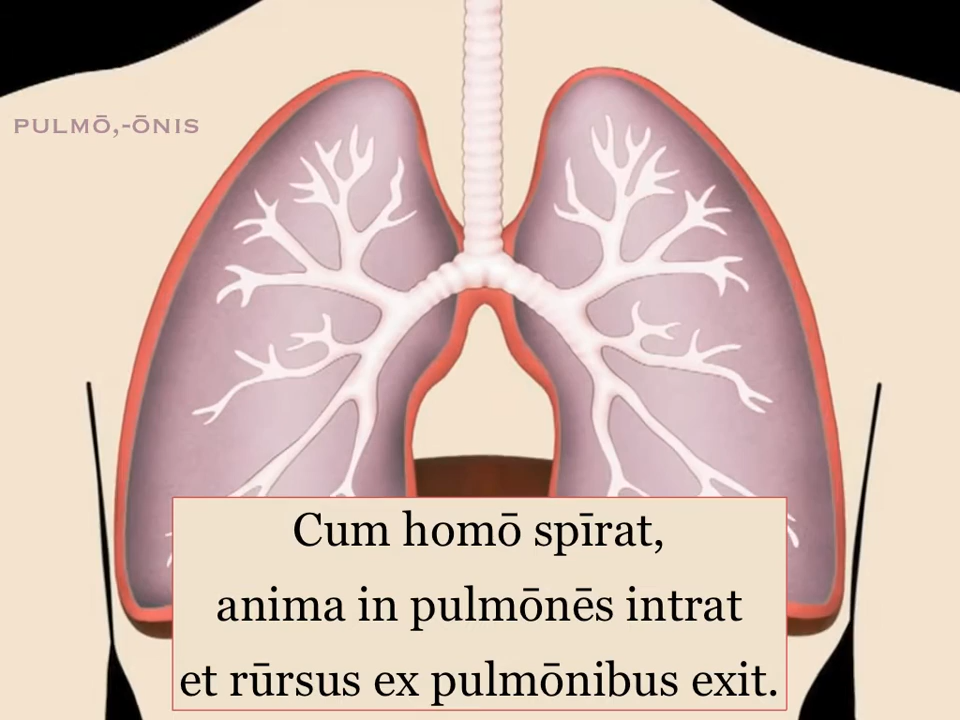 PULMŌ,-ŌNIS
Cum homō spīrat,
anima in pulmōnēs intrat
et rūrsus ex pulmōnibus exit.